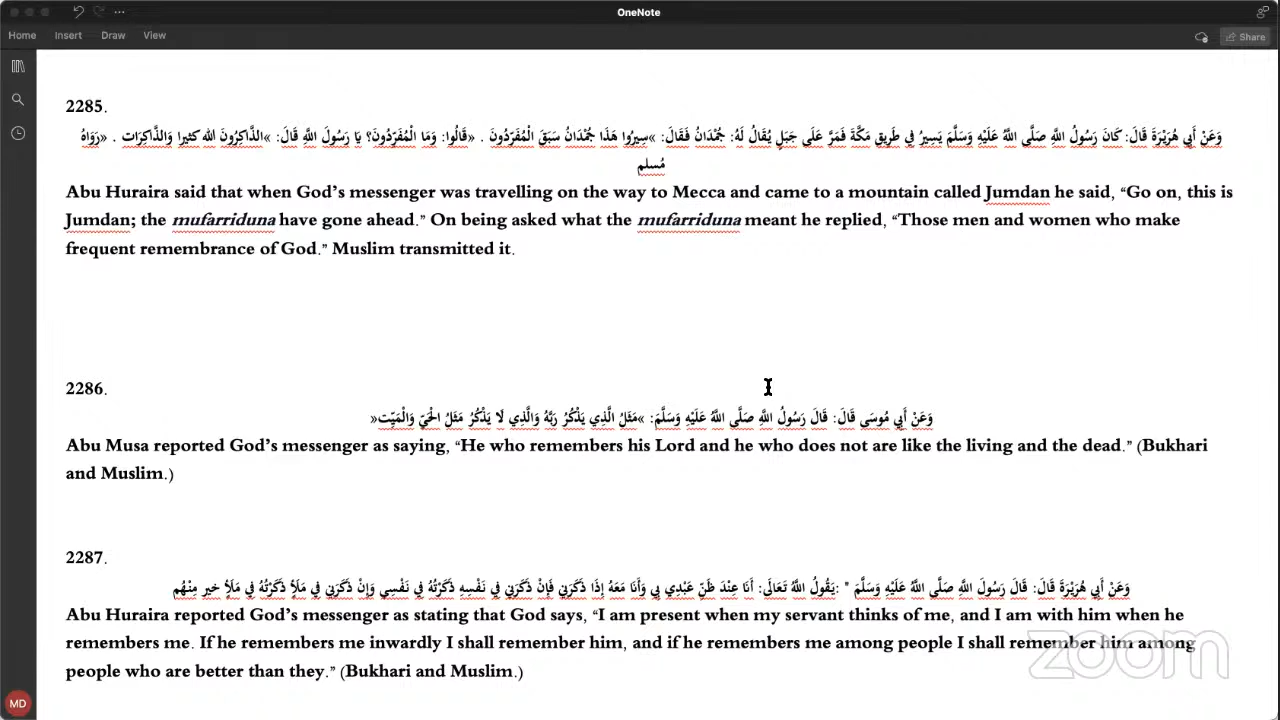 OneNote
Home Insert Draw View Share
2285.
وَعَنْ أَبِي هُرَيْرَةَ قَالَ: كَانَ رَسُولُ اللَّهِ صَلَّى اللَّهُ عَلَيْهِ وَسَلَّمَ يَسِيرُ فِي طَرِيقِ مَكَّةَ فَمَرَّ عَلَى جَبَلٍ يُقَالُ لَهُ: جُمْدَانُ فَقَالَ: »سِيرُوا هَذَا جُمْدَانُ سَبَقَ الْمُفَرِّدُونَ . «قَالُوا: وَمَا الْمُفَرِّدُونَ؟ يَا رَسُولَ اللَّهِ قَالَ: »الذَّاكِرُونَ اللهَ كثيرا وَالذَّاكِرَات . «رَوَاهُ
مُسلم
Abu Huraira said that when God's messenger was travelling on the way to Mecca and came to a mountain called Jumdan he said, “Go on, this is
Jumdan; the mufarriduna have gone ahead.” On being asked what the mufarriduna meant he replied, “Those men and women who make
frequent remembrance of God.” Muslim transmitted it.
2286.
وَعَنْ أَبِي مُوسَى قَالَ: قَالَ رَسُولُ اللَّهِ صَلَّى اللَّهُ عَلَيْهِ وَسَلَّمَ: »مَثَلُ الَّذِي يَذْكُرُ رَبَّهُ وَالَّذِي لَا يَذْكُرُ مَثَلُ الْحَيِّ وَالْمَيِّت«
Abu Musa reported God's messenger as saying, “He who remembers his Lord and he who does not are like the living and the dead.” (Bukhari
and Muslim.)
2287.
وَعَنْ أَبِي هُرَيْرَةَ قَالَ: قَالَ رَسُولَ اللَّهِ صَلَّى اللَّهُ عَلَيْهِ وَسَلَّمَ " :يَقُولُ اللَّهُ تَعَالَى: أَنَا عِنْدَ ظَنِّ عَبْدِي بِي وَأَنَا مَعَهُ إِذَا ذَكَرَنِي فَإِنْ ذَكَرَنِي فِي نَفْسِهِ ذَكَرْتُهُ فِي نَفْسِي وَإِنْ ذَكَرَنِي فِي مَلَأٍ ذَكَرْتُهُ فِي مَلَأٍ خير مِنْهُم
Abu Huraira reported God's messenger as stating that God says, “I am present when my servant thinks of me, and I am with him when he
remembers me. If he remembers me inwardly I shall remember him, and if he remembers me among people I shall remember him among
people who are better than they.” (Bukhari and Muslim.)
zoom
MD